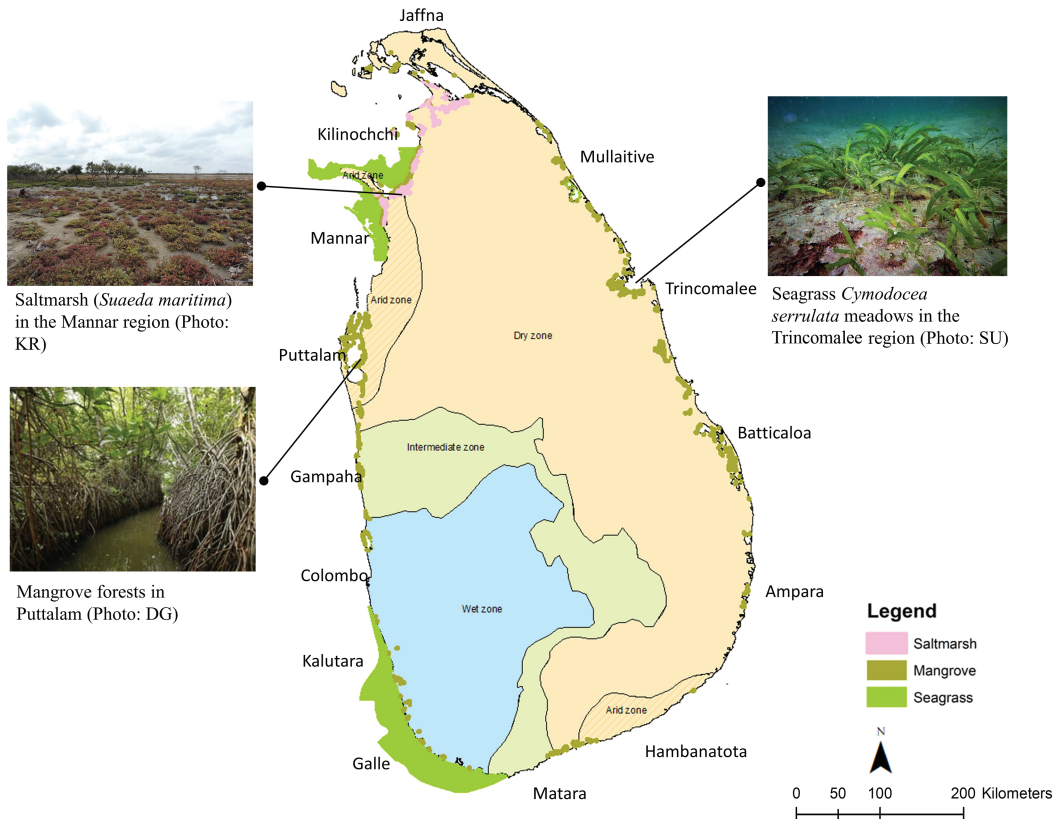 Jaffna
Kilinochchi
Mullaitive
Arid zone
Mannar
Saltmarsh (Suaeda maritima)
in the Mannar region (Photo:
KR)
Trincomalee
Seagrass Cymodocea
serrulata meadows in the
Trincomalee region (Photo: SU)
Arid zone
Puttalam
Dry zone
Batticaloa
Intermediate zone
Gampaha
Colombo
Mangrove forests in
Puttalam (Photo: DG)
Wet zone
Ampara
Kalutara
Legend
Saltmarsh
Mangrove
Seagrass
Arid zone
N
Hambanatota
Galle
Matara
0 50 100 200 Kilometers